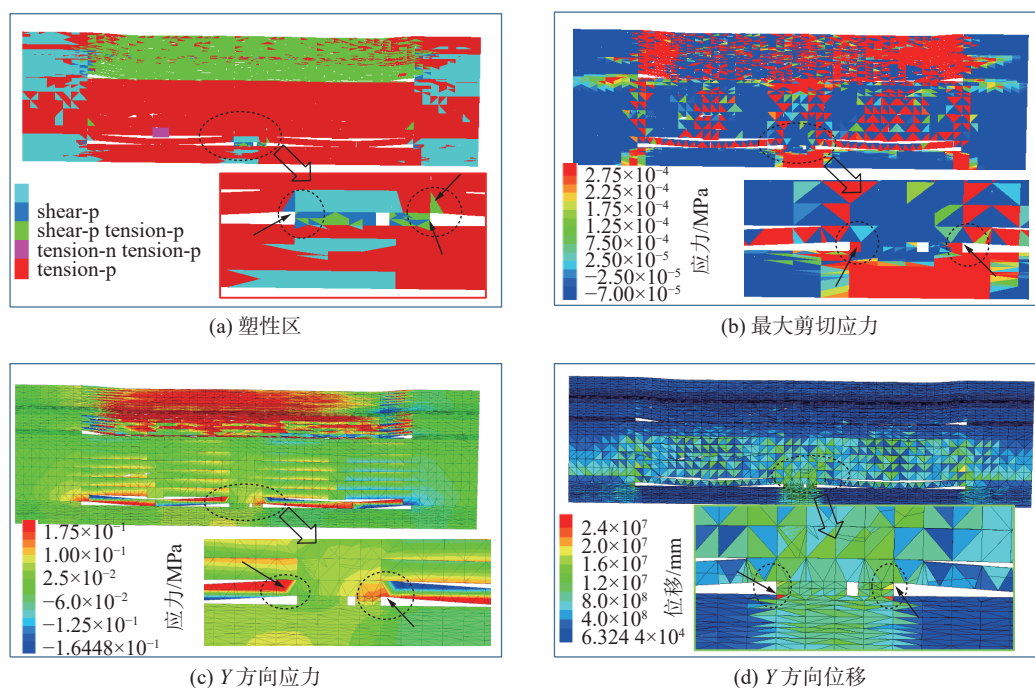 shear-p
shear-p tension-p
tension-n tension-p
tension-p
(a) 塑性区
2.75×10⁻⁴
2.25×10⁻⁴
1.75×10⁻⁴
1.25×10⁻⁴
7.50×10⁻⁴
2.50×10⁻⁵
−2.50×10⁻⁵
−7.00×10⁻⁵
应力/MPa
(b) 最大剪切应力
1.75×10⁻¹
1.00×10⁻¹
2.5×10⁻²
−6.0×10⁻²
−1.25×10⁻¹
−1.6448×10⁻¹
应力/MPa
(c) Y 方向应力
2.4×10⁷
2.0×10⁷
1.6×10⁷
1.2×10⁷
8.0×10⁸
4.0×10⁸
6.324 4×10⁴
位移/mm
(d) Y 方向位移